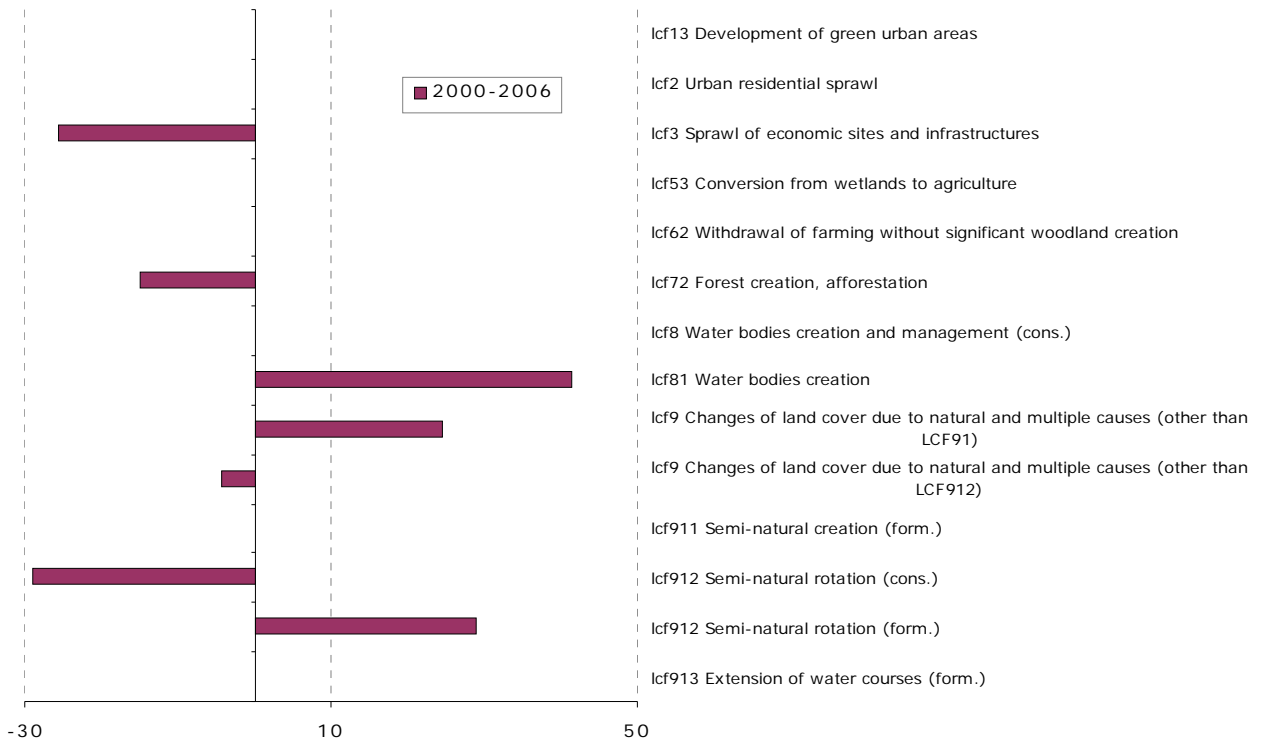 lcf13 Development of green urban areas
lcf2 Urban residential sprawl
2000-2006
lcf3 Sprawl of economic sites and infrastructures
lcf53 Conversion from wetlands to agriculture
lcf62 Withdrawal of farming without significant woodland creation
lcf72 Forest creation, afforestation
lcf8 Water bodies creation and management (cons.)
lcf81 Water bodies creation
lcf9 Changes of land cover due to natural and multiple causes (other than
LCF91)
lcf9 Changes of land cover due to natural and multiple causes (other than
LCF912)
lcf911 Semi-natural creation (form.)
lcf912 Semi-natural rotation (cons.)
lcf912 Semi-natural rotation (form.)
lcf913 Extension of water courses (form.)
-30 10 50